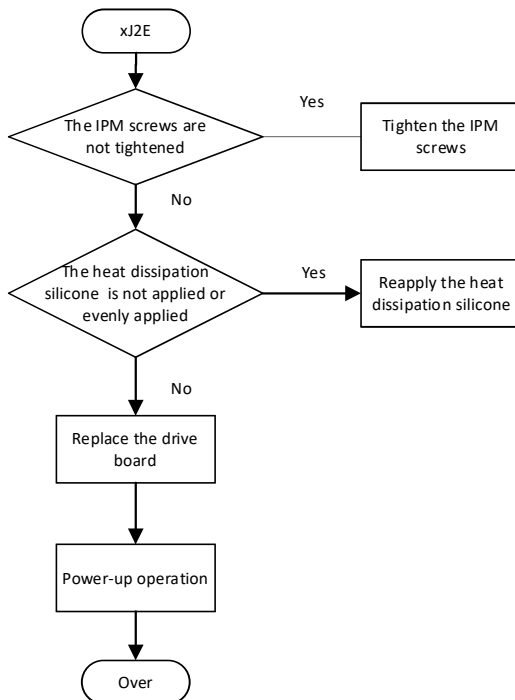 xJ2E
The IPM screws are
not tightened
Yes
Tighten the IPM
screws
No
The heat dissipation
silicone  is not applied or
evenly applied
Yes
Reapply the heat
dissipation silicone
No
Replace the drive
board
Power-up operation
Over